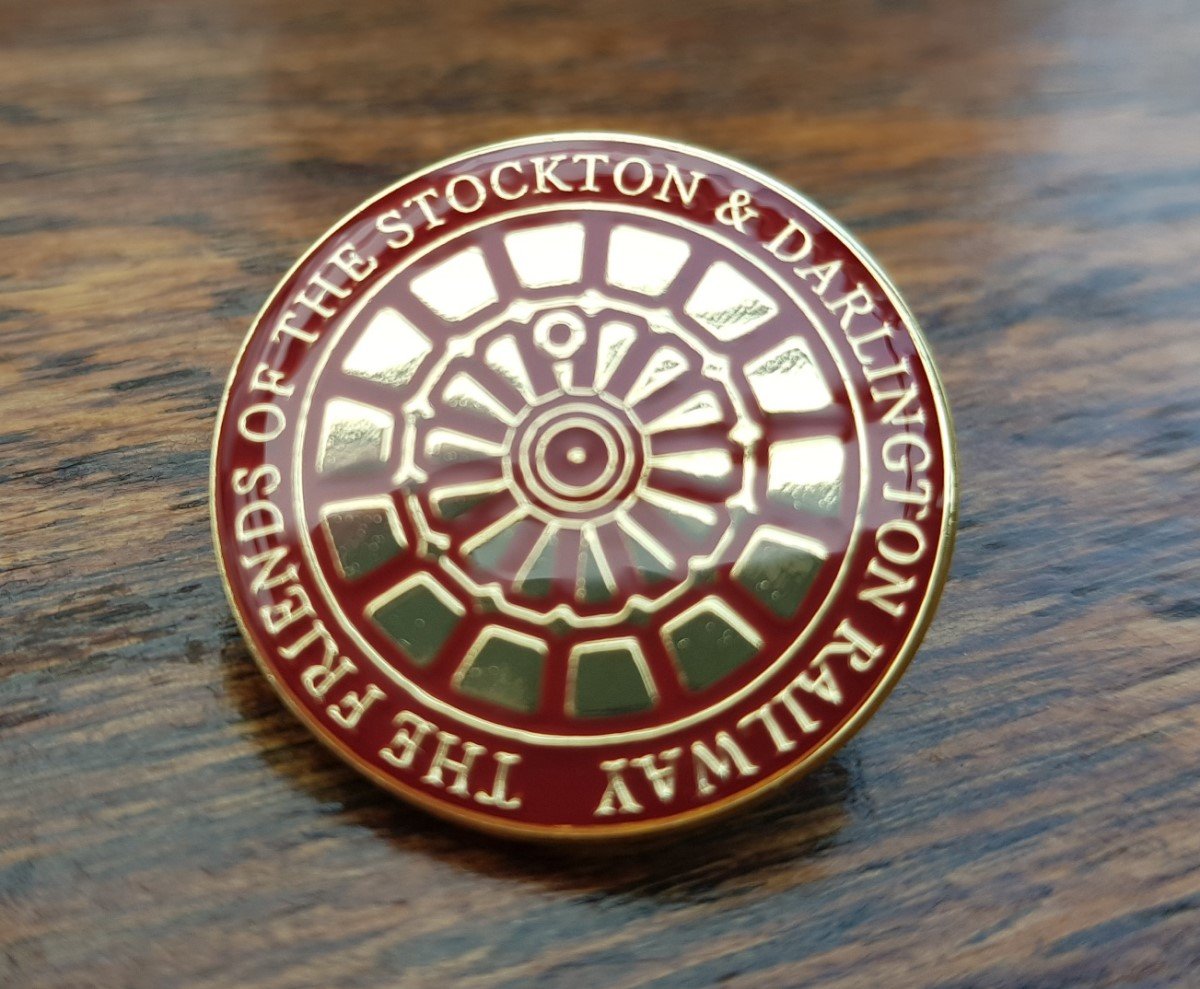 THE FRIENDS OF THE STOCKTON & DARLINGTON RAILWAY